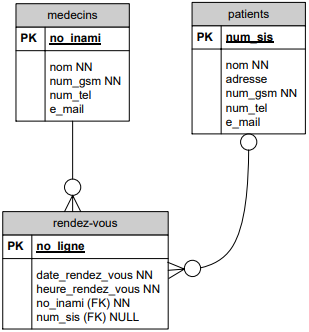 medecins
PK no_inami
nom NN
num_gsm NN
num_tel
e_mail
patients
PK num_sis
nom NN
adresse
num_gsm NN
num_tel
e_mail
rendez-vous
PK no_ligne
date_rendez_vous NN
heure_rendez_vous NN
no_inami (FK) NN
num_sis (FK) NULL